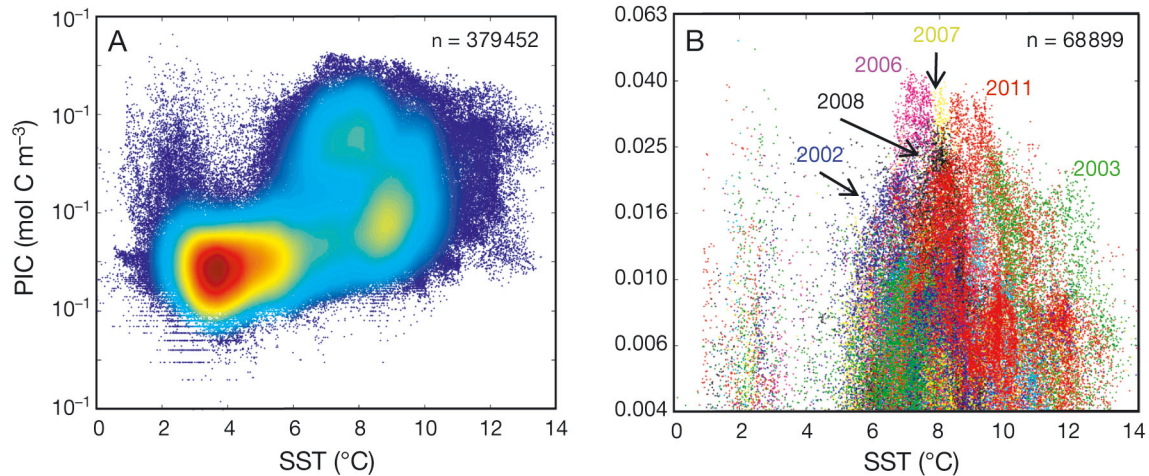 A
n = 379452
10⁻¹
10⁻¹
10⁻¹
10⁻¹
10⁻¹
PIC (mol C m⁻³)
0 2 4 6 8 10 12 14
SST (°C)
B
n = 68899
2007
2006
2011
2008
2002
2003
0.063
0.040
0.025
0.016
0.010
0.006
0.004
0 2 4 6 8 10 12 14
SST (°C)